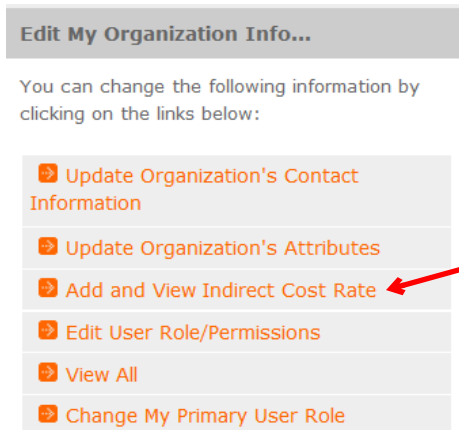 Edit My Organization Info...
You can change the following information by
clicking on the links below:
Update Organization's Contact
Information
Update Organization's Attributes
Add and View Indirect Cost Rate
Edit User Role/Permissions
View All
Change My Primary User Role